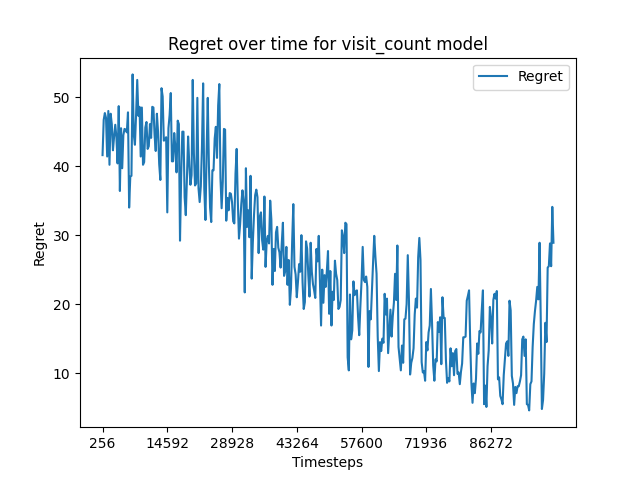 Regret over time for visit_count model
Regret
50
40
30
20
10
Regret
256 14592 28928 43264 57600 71936 86272
Timesteps